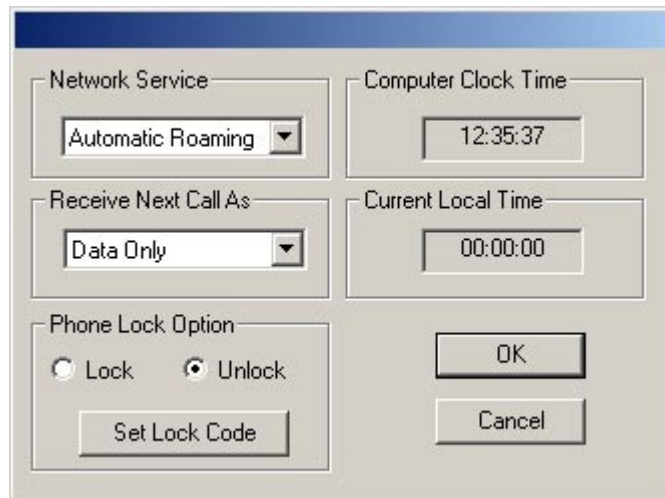 Network Service
Automatic Roaming
Computer Clock Time
12:35:37
Receive Next Call As
Data Only
Current Local Time
00:00:00
Phone Lock Option
Lock
Unlock
Set Lock Code
OK
Cancel